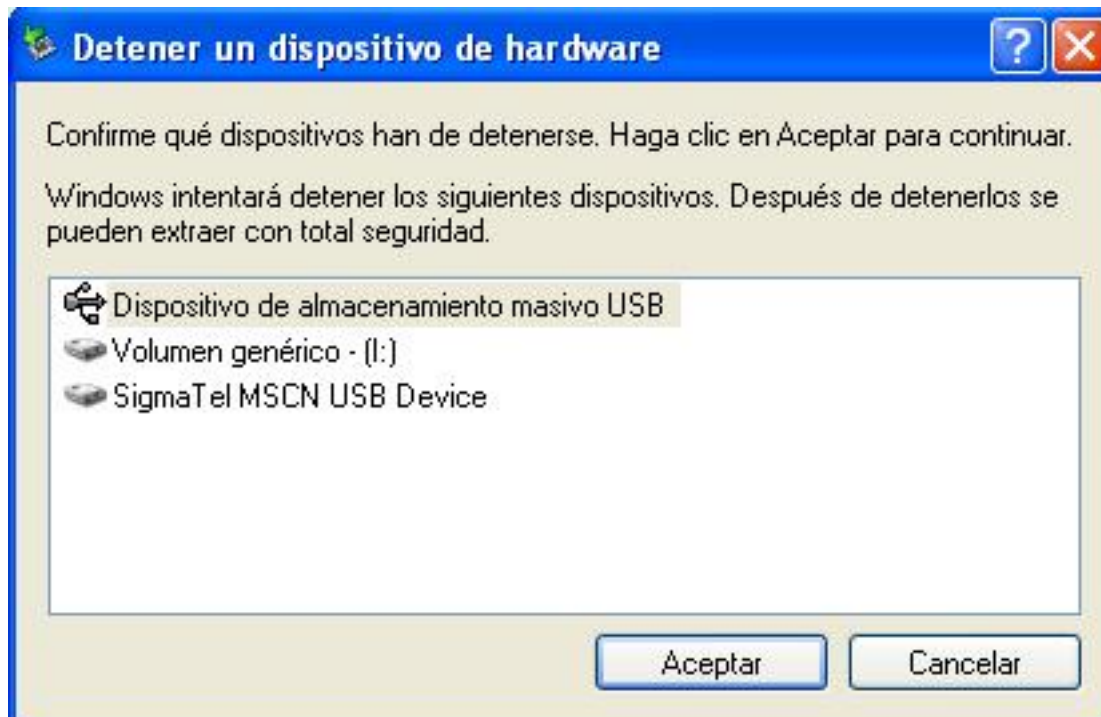 Detener un dispositivo de hardware
Confirme qué dispositivos han de detenerse. Haga clic en Aceptar para continuar.
Windows intentará detener los siguientes dispositivos. Después de detenerlos se
pueden extraer con total seguridad.
Dispositivo de almacenamiento masivo USB
Volumen genérico - (I:)
SigmaTel MSCN USB Device
Aceptar
Cancelar